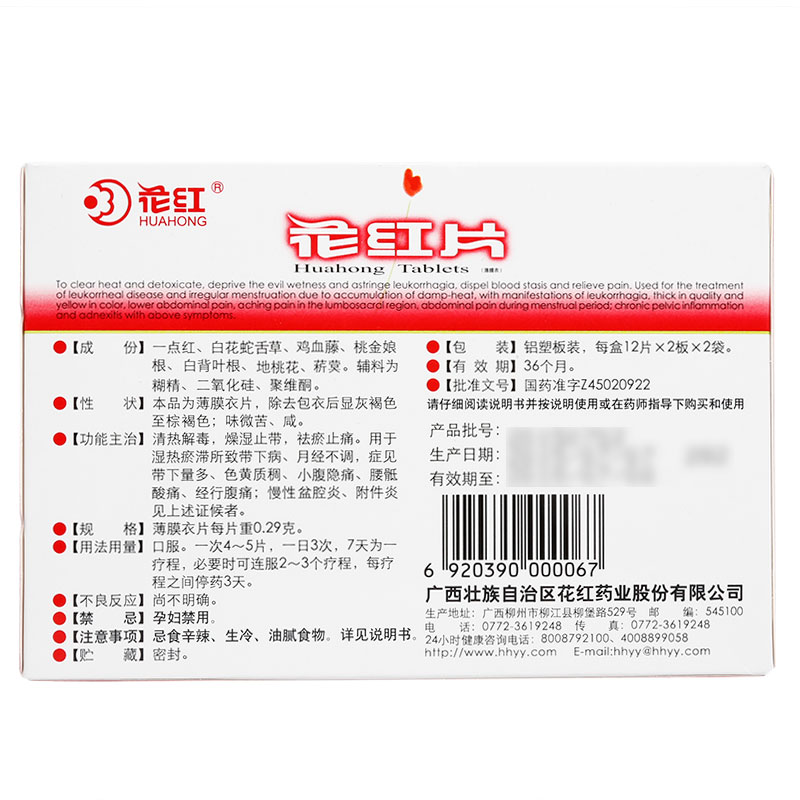 花红®
HUAHONG
花红片
Huahong Tablets (薄膜衣)
To clear heat and detoxicate, deprive the evil wetness and astringe leukorrhagia, dispel blood stasis and relieve pain. Used for the treatment
of leukorrheal disease and irregular menstruation due to accumulation of damp-heat, with manifestations of leukorrhagia, thick in quality and
yellow in color, lower abdominal pain, aching pain in the lumbosacral region, abdominal pain during menstrual period; chronic pelvic inflammation
and adnexitis with above symptoms.
●【成 份】一点红、白花蛇舌草、鸡血藤、桃金娘
根、白背叶根、地桃花、菥蓂。辅料为
糊精、二氧化硅、聚维酮。
●【性 状】本品为薄膜衣片，除去包衣后显灰褐色
至棕褐色；味微苦、咸。
●【功能主治】清热解毒，燥湿止带，祛瘀止痛。用于
湿热瘀滞所致带下病、月经不调，症见
带下量多、色黄质稠、小腹隐痛、腰骶
酸痛、经行腹痛；慢性盆腔炎、附件炎
见上述证候者。
●【规 格】薄膜衣片每片重0.29克。
●【用法用量】口服。一次4～5片，一日3次，7天为一
疗程，必要时可连服2～3个疗程，每疗
程之间停药3天。
●【不良反应】尚不明确。
●【禁 忌】孕妇禁用。
●【注意事项】忌食辛辣、生冷、油腻食物。详见说明书。
●【贮 藏】密封。
●【包 装】铝塑板装，每盒12片×2板×2袋。
●【有 效 期】36个月。
●【批准文号】国药准字Z45020922
请仔细阅读说明书并按说明使用或在药师指导下购买和使用
产品批号：
生产日期：
有效期至：
6 920390 000067
广西壮族自治区花红药业股份有限公司
生产地址：广西柳州市柳江县柳堡路529号 邮 编：545100
电 话：0772-3619248 传 真：0772-3619248
24小时健康咨询电话：8008792100、4008899058
http://www.hhyy.com E-mail:hhyy@hhyy.com